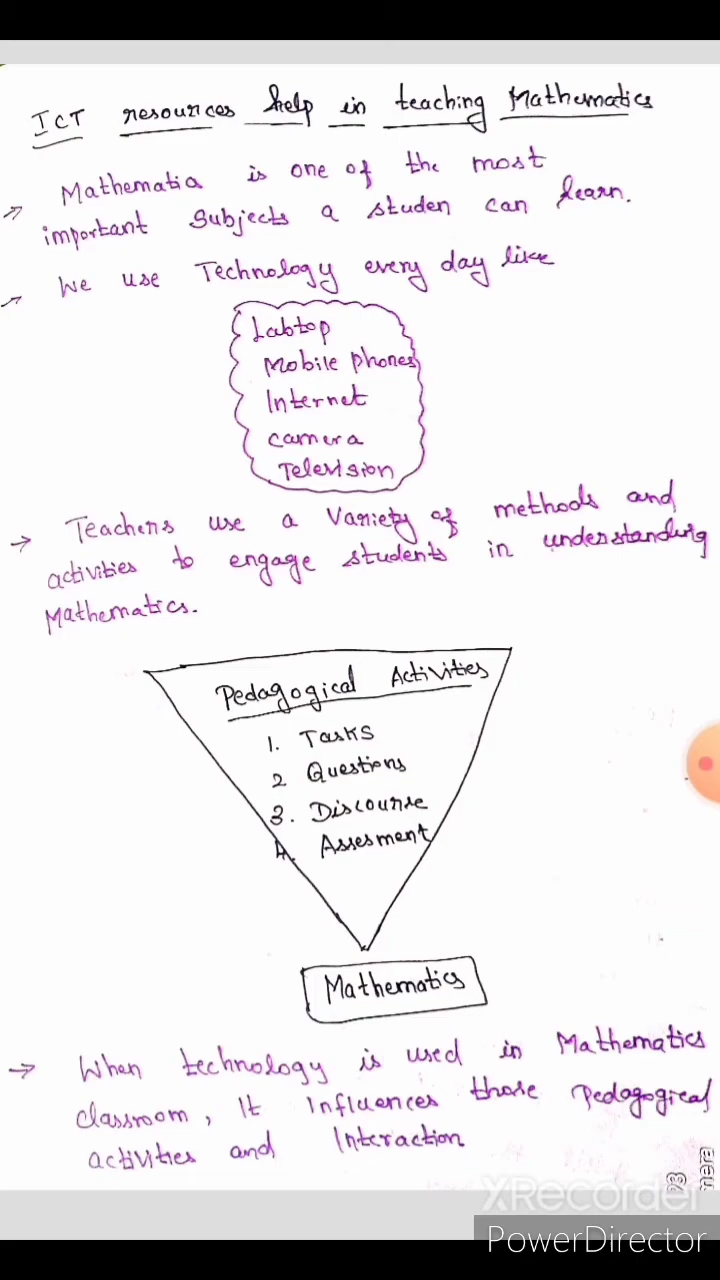 ICT resources help in teaching Mathematics
→ Mathematia is one of the most
important Subjects a studen can learn.
→ We use Technology every day like
Labtop
Mobile phones
Internet
camera
Television
→ Teachers use a Variety of methods and
activities to engage students in understanding
Mathematics.
Pedagogical Activities
1. Tasks
2 Questions
3. Discourse
4. Assesment
Mathematics
→ When technology is used in Mathematics
classroom, It influences those Pedagogical
activities and Interaction
XRecorder
PowerDirector